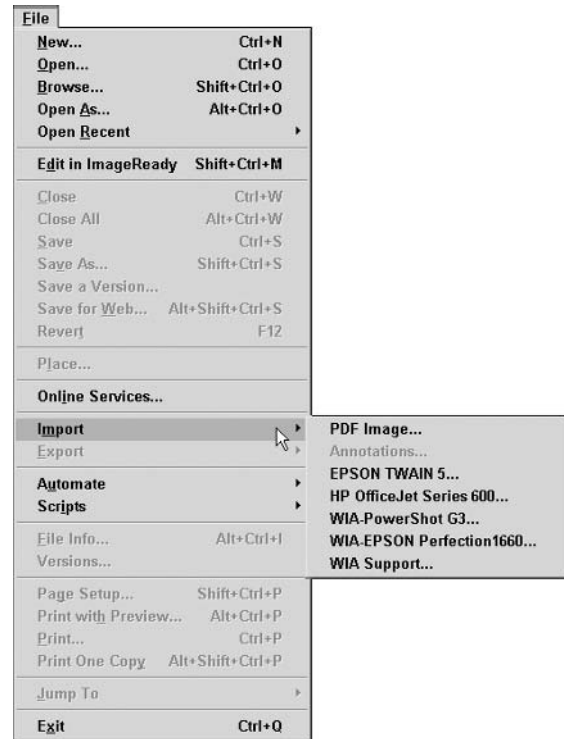 File
New... Ctrl+N
Open... Ctrl+O
Browse... Shift+Ctrl+O
Open As... Alt+Ctrl+O
Open Recent
Edit in ImageReady Shift+Ctrl+M
Close Ctrl+W
Close All Alt+Ctrl+W
Save Ctrl+S
Save As... Shift+Ctrl+S
Save a Version...
Save for Web... Alt+Shift+Ctrl+S
Revert F12
Place...
Online Services...
Import
Export
Automate
Scripts
File Info... Alt+Ctrl+I
Versions...
Page Setup... Shift+Ctrl+P
Print with Preview... Alt+Ctrl+P
Print... Ctrl+P
Print One Copy Alt+Shift+Ctrl+P
Jump To
Exit Ctrl+Q
PDF Image...
Annotations...
EPSON TWAIN 5...
HP OfficeJet Series 600...
WIA-PowerShot G3...
WIA-EPSON Perfection1660...
WIA Support...